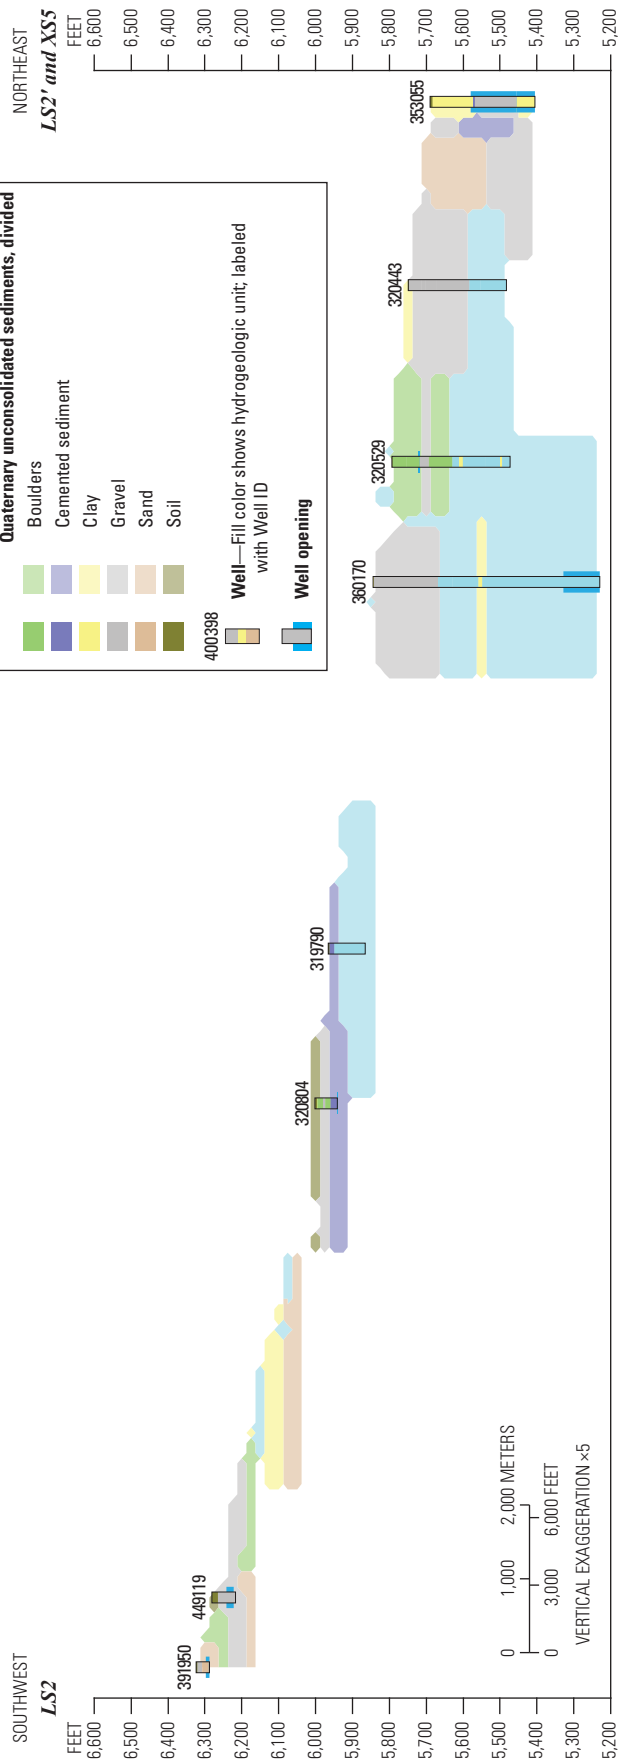 SOUTHWEST
LS2
FEET
6,600
6,500
6,400
6,300
6,200
6,100
6,000
5,900
5,800
5,700
5,600
5,500
5,400
5,300
5,200
NORTHEAST
LS2' and XS5
FEET
6,600
6,500
6,400
6,300
6,200
6,100
6,000
5,900
5,800
5,700
5,600
5,500
5,400
5,300
5,200
Quaternary unconsolidated sediments, divided
Boulders
Cemented sediment
Clay
Gravel
Sand
Soil
400398
Well—Fill color shows hydrogeologic unit; labeled
with Well ID
Well opening
391950
449119
320804
319790
360170
320529
320443
353055
0 1,000 2,000 METERS
0 3,000 6,000 FEET
VERTICAL EXAGGERATION ×5